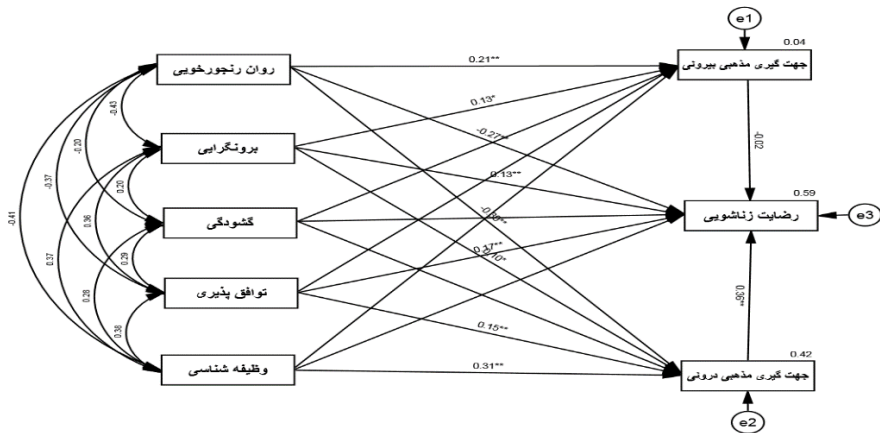 e1
0.04
روان رنجورخویی
0.21**
جهت گیری مذهبی بیرونی
-0.43
0.13*
-0.20
-0.27**
-0.02
برونگرایی
-0.37
0.20
0.13**
0.59
-0.41
0.36
گشودگی
رضایت زناشویی
e3
0.37
0.29
0.17**
0.10*
0.28
توافق پذیری
0.36**
0.38
0.15**
0.42
وظیفه شناسی
0.31**
جهت گیری مذهبی درونی
e2